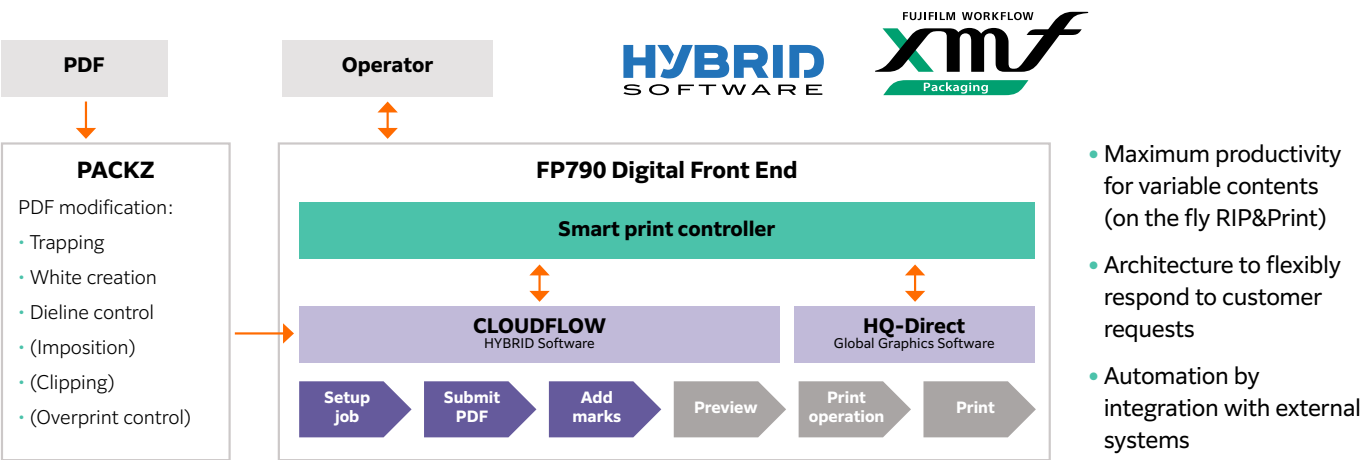 PDF
Operator
HYBRID
SOFTWARE
FUJIFILM WORKFLOW
xmf
Packaging
PACKZ
PDF modification:
• Trapping
• White creation
• Dieline control
• (Imposition)
• (Clipping)
• (Overprint control)
FP790 Digital Front End
Smart print controller
CLOUDFLOW
HYBRID Software
HQ-Direct
Global Graphics Software
Setup
job
Submit
PDF
Add
marks
Preview
Print
operation
Print
• Maximum productivity
for variable contents
(on the fly RIP&Print)
• Architecture to flexibly
respond to customer
requests
• Automation by
integration with external
systems